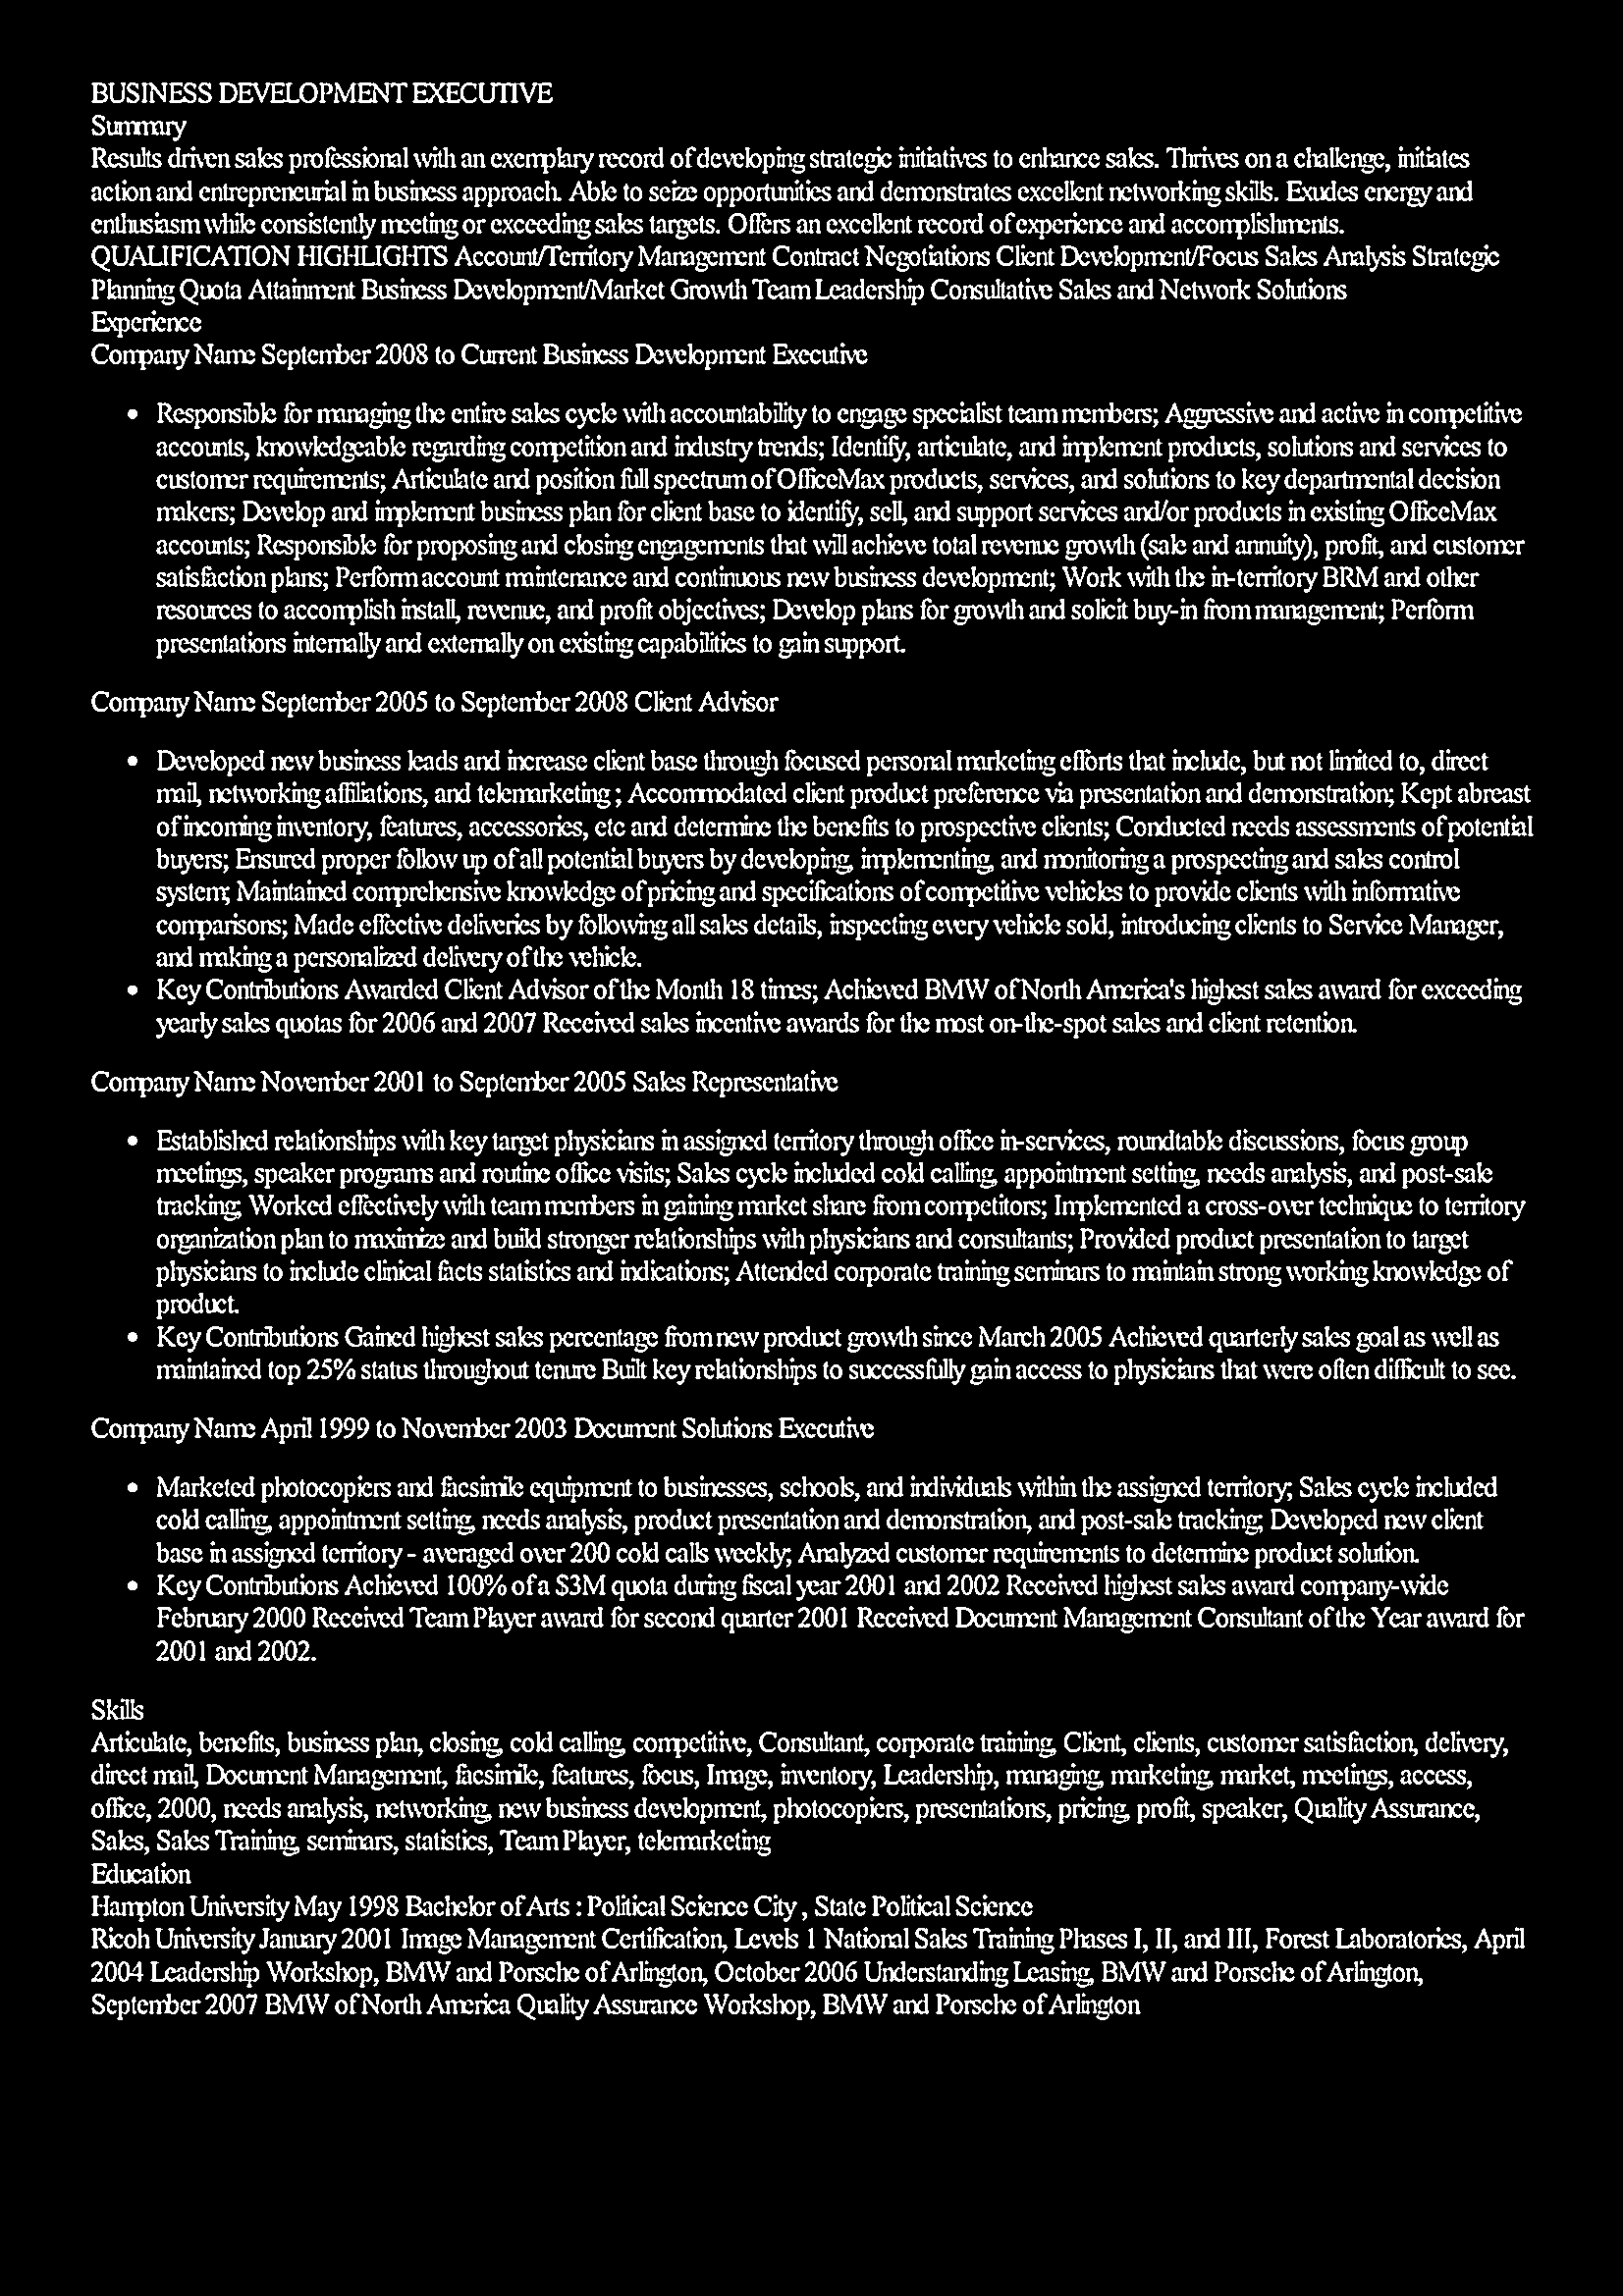 BUSINESS DEVELOPMENT EXECUTIVE
Summary
Results driven sales professional with an exemplary record of developing strategic initiatives to enhance sales. Thrives on a challenge, initiates
action and entrepreneurial in business approach. Able to seize opportunities and demonstrates excellent networking skills. Exudes energy and
enthusiasm while consistently meeting or exceeding sales targets. Offers an excellent record of experience and accomplishments.
QUALIFICATION HIGHLIGHTS Account/Territory Management Contract Negotiations Client Development/Focus Sales Analysis Strategic
Planning Quota Attainment Business Development/Market Growth Team Leadership Consultative Sales and Network Solutions
Experience
Company Name September 2008 to Current Business Development Executive
• Responsible for managing the entire sales cycle with accountability to engage specialist team members; Aggressive and active in competitive
accounts, knowledgeable regarding competition and industry trends; Identify, articulate, and implement products, solutions and services to
customer requirements; Articulate and position full spectrum of OfficeMax products, services, and solutions to key departmental decision
makers; Develop and implement business plan for client base to identify, sell, and support services and/or products in existing OfficeMax
accounts; Responsible for proposing and closing engagements that will achieve total revenue growth (sale and annuity), profit, and customer
satisfaction plans; Perform account maintenance and continuous new business development; Work with the in-territory BRM and other
resources to accomplish install, revenue, and profit objectives; Develop plans for growth and solicit buy-in from management; Perform
presentations internally and externally on existing capabilities to gain support.
Company Name September 2005 to September 2008 Client Advisor
• Developed new business leads and increase client base through focused personal marketing efforts that include, but not limited to, direct
mail, networking affiliations, and telemarketing ; Accommodated client product preference via presentation and demonstration; Kept abreast
of incoming inventory, features, accessories, etc and determine the benefits to prospective clients; Conducted needs assessments of potential
buyers; Ensured proper follow up of all potential buyers by developing, implementing, and monitoring a prospecting and sales control
system; Maintained comprehensive knowledge of pricing and specifications of competitive vehicles to provide clients with informative
comparisons; Made effective deliveries by following all sales details, inspecting every vehicle sold, introducing clients to Service Manager,
and making a personalized delivery of the vehicle.
• Key Contributions Awarded Client Advisor of the Month 18 times; Achieved BMW of North America's highest sales award for exceeding
yearly sales quotas for 2006 and 2007 Received sales incentive awards for the most on-the-spot sales and client retention.
Company Name November 2001 to September 2005 Sales Representative
• Established relationships with key target physicians in assigned territory through office in-services, roundtable discussions, focus group
meetings, speaker programs and routine office visits; Sales cycle included cold calling, appointment setting, needs analysis, and post-sale
tracking; Worked effectively with team members in gaining market share from competitors; Implemented a cross-over technique to territory
organization plan to maximize and build stronger relationships with physicians and consultants; Provided product presentation to target
physicians to include clinical facts statistics and indications; Attended corporate training seminars to maintain strong working knowledge of
product.
• Key Contributions Gained highest sales percentage from new product growth since March 2005 Achieved quarterly sales goal as well as
maintained top 25% status throughout tenure Built key relationships to successfully gain access to physicians that were often difficult to see.
Company Name April 1999 to November 2003 Document Solutions Executive
• Marketed photocopiers and facsimile equipment to businesses, schools, and individuals within the assigned territory; Sales cycle included
cold calling, appointment setting, needs analysis, product presentation and demonstration, and post-sale tracking; Developed new client
base in assigned territory - averaged over 200 cold calls weekly; Analyzed customer requirements to determine product solution.
• Key Contributions Achieved 100% of a $3M quota during fiscal year 2001 and 2002 Received highest sales award company-wide
February 2000 Received Team Player award for second quarter 2001 Received Document Management Consultant of the Year award for
2001 and 2002.
Skills
Articulate, benefits, business plan, closing, cold calling, competitive, Consultant, corporate training, Client, clients, customer satisfaction, delivery,
direct mail, Document Management, facsimile, features, focus, Image, inventory, Leadership, managing, marketing, market, meetings, access,
office, 2000, needs analysis, networking, new business development, photocopiers, presentations, pricing, profit, speaker, Quality Assurance,
Sales, Sales Training, seminars, statistics, Team Player, telemarketing
Education
Hampton University May 1998 Bachelor of Arts : Political Science City , State Political Science
Ricoh University January 2001 Image Management Certification, Levels 1 National Sales Training Phases I, II, and III, Forest Laboratories, April
2004 Leadership Workshop, BMW and Porsche of Arlington, October 2006 Understanding Leasing, BMW and Porsche of Arlington,
September 2007 BMW of North America Quality Assurance Workshop, BMW and Porsche of Arlington